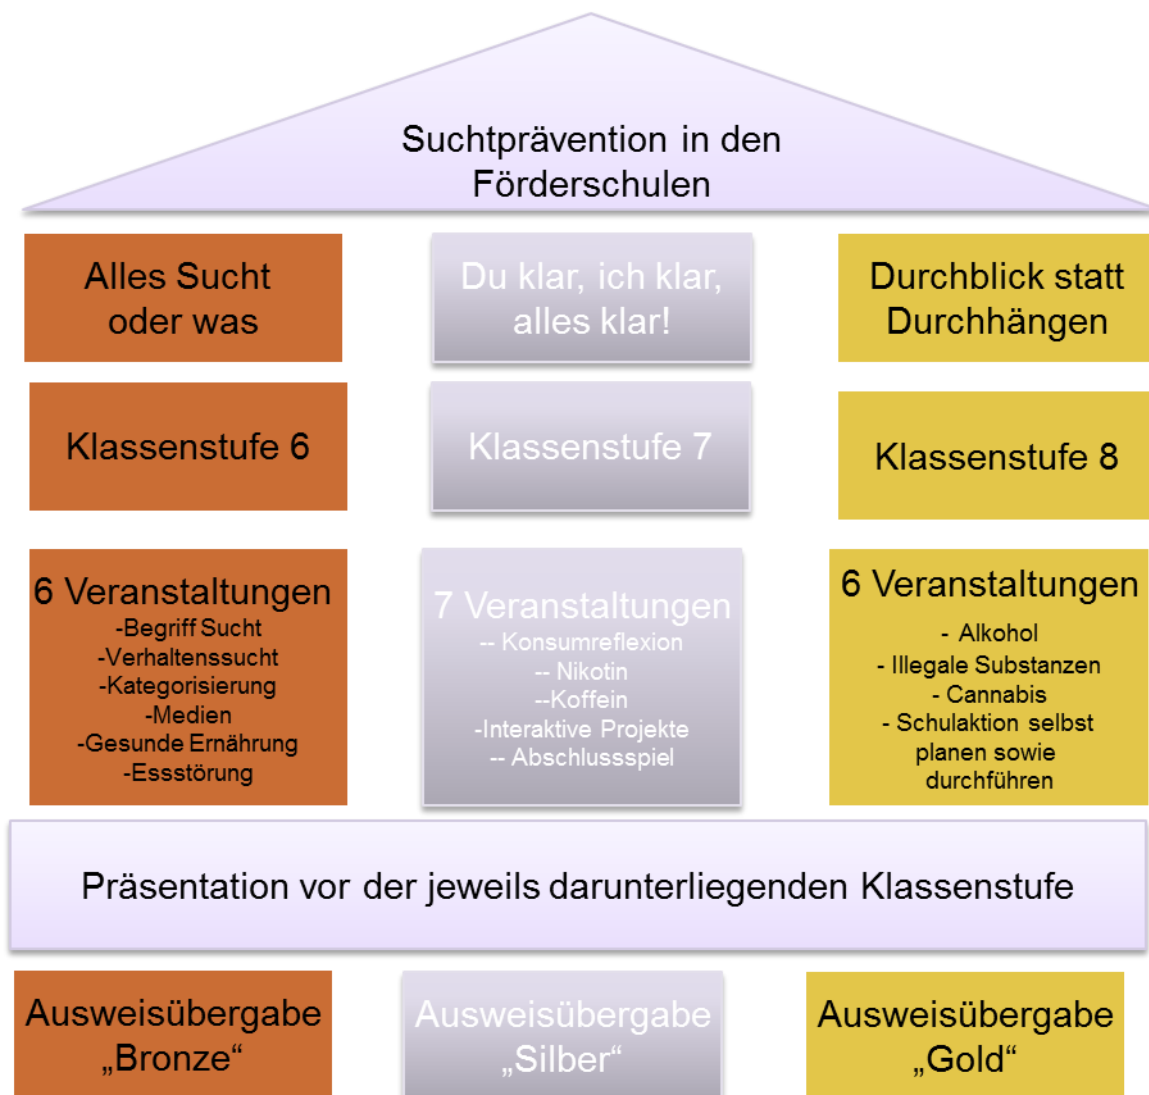 Suchtprävention in den
Förderschulen
Alles Sucht
oder was
Du klar, ich klar,
alles klar!
Durchblick statt
Durchhängen
Klassenstufe 6
Klassenstufe 7
Klassenstufe 8
6 Veranstaltungen
-Begriff Sucht
-Verhaltenssucht
-Kategorisierung
-Medien
-Gesunde Ernährung
-Essstörung
7 Veranstaltungen
-- Konsumreflexion
-- Nikotin
--Koffein
-Interaktive Projekte
-- Abschlussspiel
6 Veranstaltungen
- Alkohol
- Illegale Substanzen
- Cannabis
- Schulaktion selbst
planen sowie
durchführen
Präsentation vor der jeweils darunterliegenden Klassenstufe
Ausweisübergabe
„Bronze“
Ausweisübergabe
„Silber“
Ausweisübergabe
„Gold“